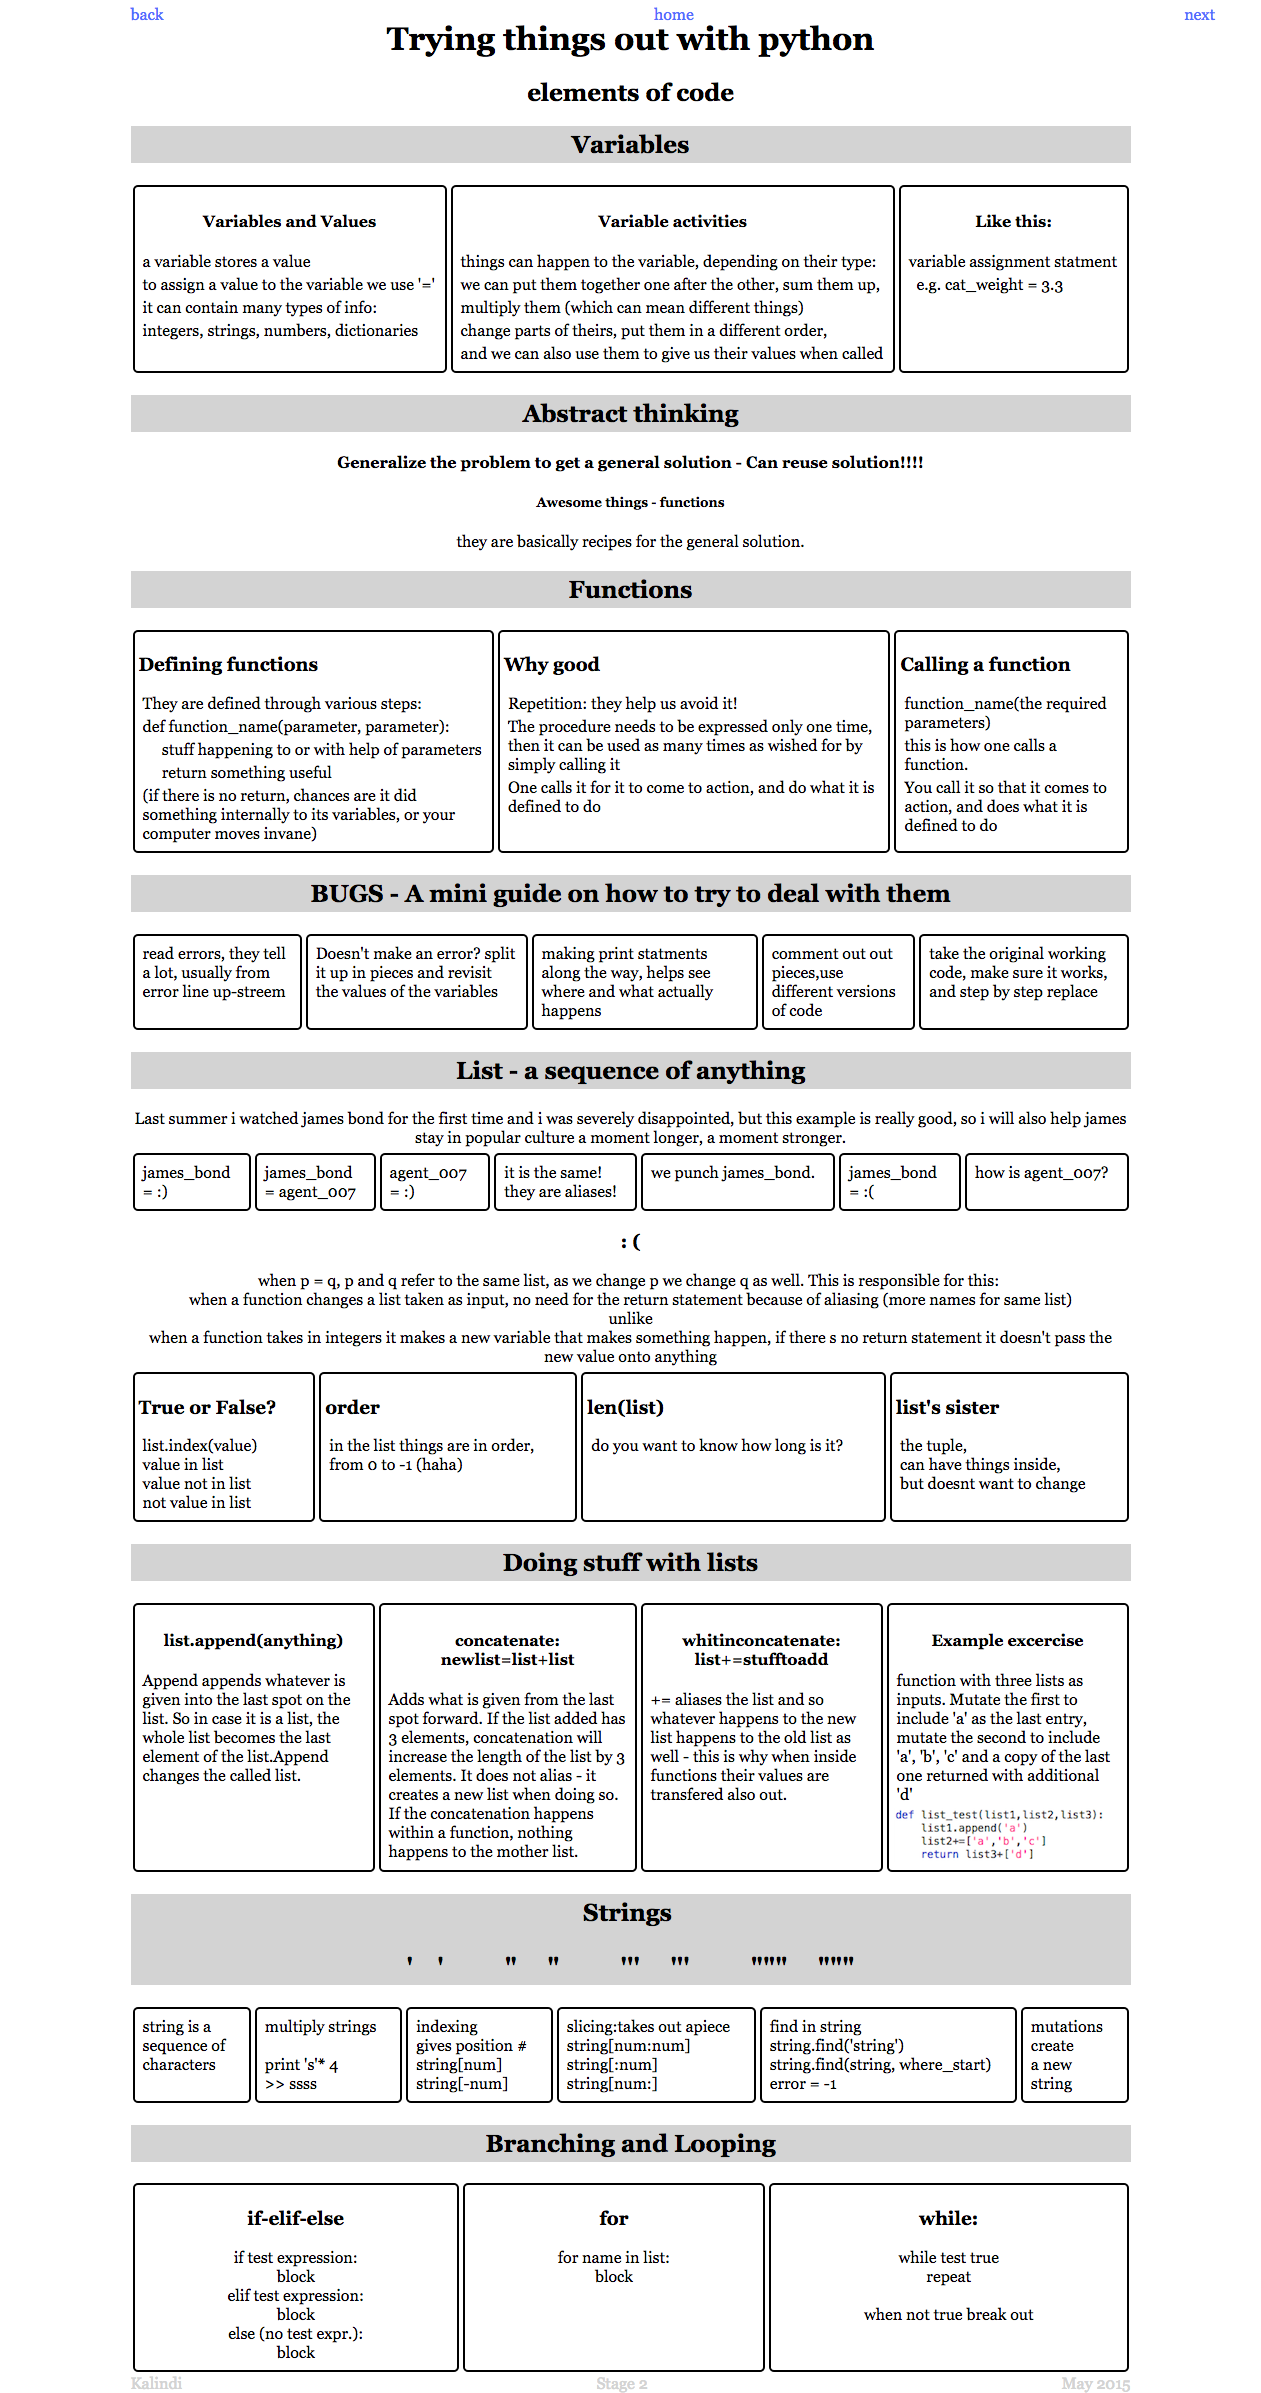 back home next
Trying things out with python
elements of code
Variables
Variables and Values
a variable stores a value
to assign a value to the variable we use '='
it can contain many types of info:
integers, strings, numbers, dictionaries
Variable activities
things can happen to the variable, depending on their type:
we can put them together one after the other, sum them up,
multiply them (which can mean different things)
change parts of theirs, put them in a different order,
and we can also use them to give us their values when called
Like this:
variable assignment statment
e.g. cat_weight = 3.3
Abstract thinking
Generalize the problem to get a general solution - Can reuse solution!!!!
Awesome things - functions
they are basically recipes for the general solution.
Functions
Defining functions
They are defined through various steps:
def function_name(parameter, parameter):
stuff happening to or with help of parameters
return something useful
(if there is no return, chances are it did
something internally to its variables, or your
computer moves invane)
Why good
Repetition: they help us avoid it!
The procedure needs to be expressed only one time,
then it can be used as many times as wished for by
simply calling it
One calls it for it to come to action, and do what it is
defined to do
Calling a function
function_name(the required
parameters)
this is how one calls a
function.
You call it so that it comes to
action, and does what it is
defined to do
BUGS - A mini guide on how to try to deal with them
read errors, they tell
a lot, usually from
error line up-streem
Doesn't make an error? split
it up in pieces and revisit
the values of the variables
making print statments
along the way, helps see
where and what actually
happens
comment out out
pieces,use
different versions
of code
take the original working
code, make sure it works,
and step by step replace
List - a sequence of anything
Last summer i watched james bond for the first time and i was severely disappointed, but this example is really good, so i will also help james
stay in popular culture a moment longer, a moment stronger.
james_bond
= :)
james_bond
= agent_007
agent_007
= :)
it is the same!
they are aliases!
we punch james_bond.
james_bond
= :(
how is agent_007?
: (
when p = q, p and q refer to the same list, as we change p we change q as well. This is responsible for this:
when a function changes a list taken as input, no need for the return statement because of aliasing (more names for same list)
unlike
when a function takes in integers it makes a new variable that makes something happen, if there s no return statement it doesn't pass the
new value onto anything
True or False?
list.index(value)
value in list
value not in list
not value in list
order
in the list things are in order,
from 0 to -1 (haha)
len(list)
do you want to know how long is it?
list's sister
the tuple,
can have things inside,
but doesnt want to change
Doing stuff with lists
list.append(anything)
Append appends whatever is
given into the last spot on the
list. So in case it is a list, the
whole list becomes the last
element of the list.Append
changes the called list.
concatenate:
newlist=list+list
Adds what is given from the last
spot forward. If the list added has
3 elements, concatenation will
increase the length of the list by 3
elements. It does not alias - it
creates a new list when doing so.
If the concatenation happens
within a function, nothing
happens to the mother list.
whitinconcatenate:
list+=stufftoadd
+= aliases the list and so
whatever happens to the new
list happens to the old list as
well - this is why when inside
functions their values are
transfered also out.
Example excercise
function with three lists as
inputs. Mutate the first to
include 'a' as the last entry,
mutate the second to include
'a', 'b', 'c' and a copy of the last
one returned with additional
'd'
def list_test(list1,list2,list3):
list1.append('a')
list2+=['a','b','c']
return list3+['d']
Strings
' ' " " ''' ''' """ """
string is a
sequence of
characters
multiply strings
print 's'* 4
>> ssss
indexing
gives position #
string[num]
string[-num]
slicing:takes out apiece
string[num:num]
string[:num]
string[num:]
find in string
string.find('string')
string.find(string, where_start)
error = -1
mutations
create
a new
string
Branching and Looping
if-elif-else
if test expression:
block
elif test expression:
block
else (no test expr.):
block
for
for name in list:
block
while:
while test true
repeat
when not true break out
Kalindi Stage 2 May 2015